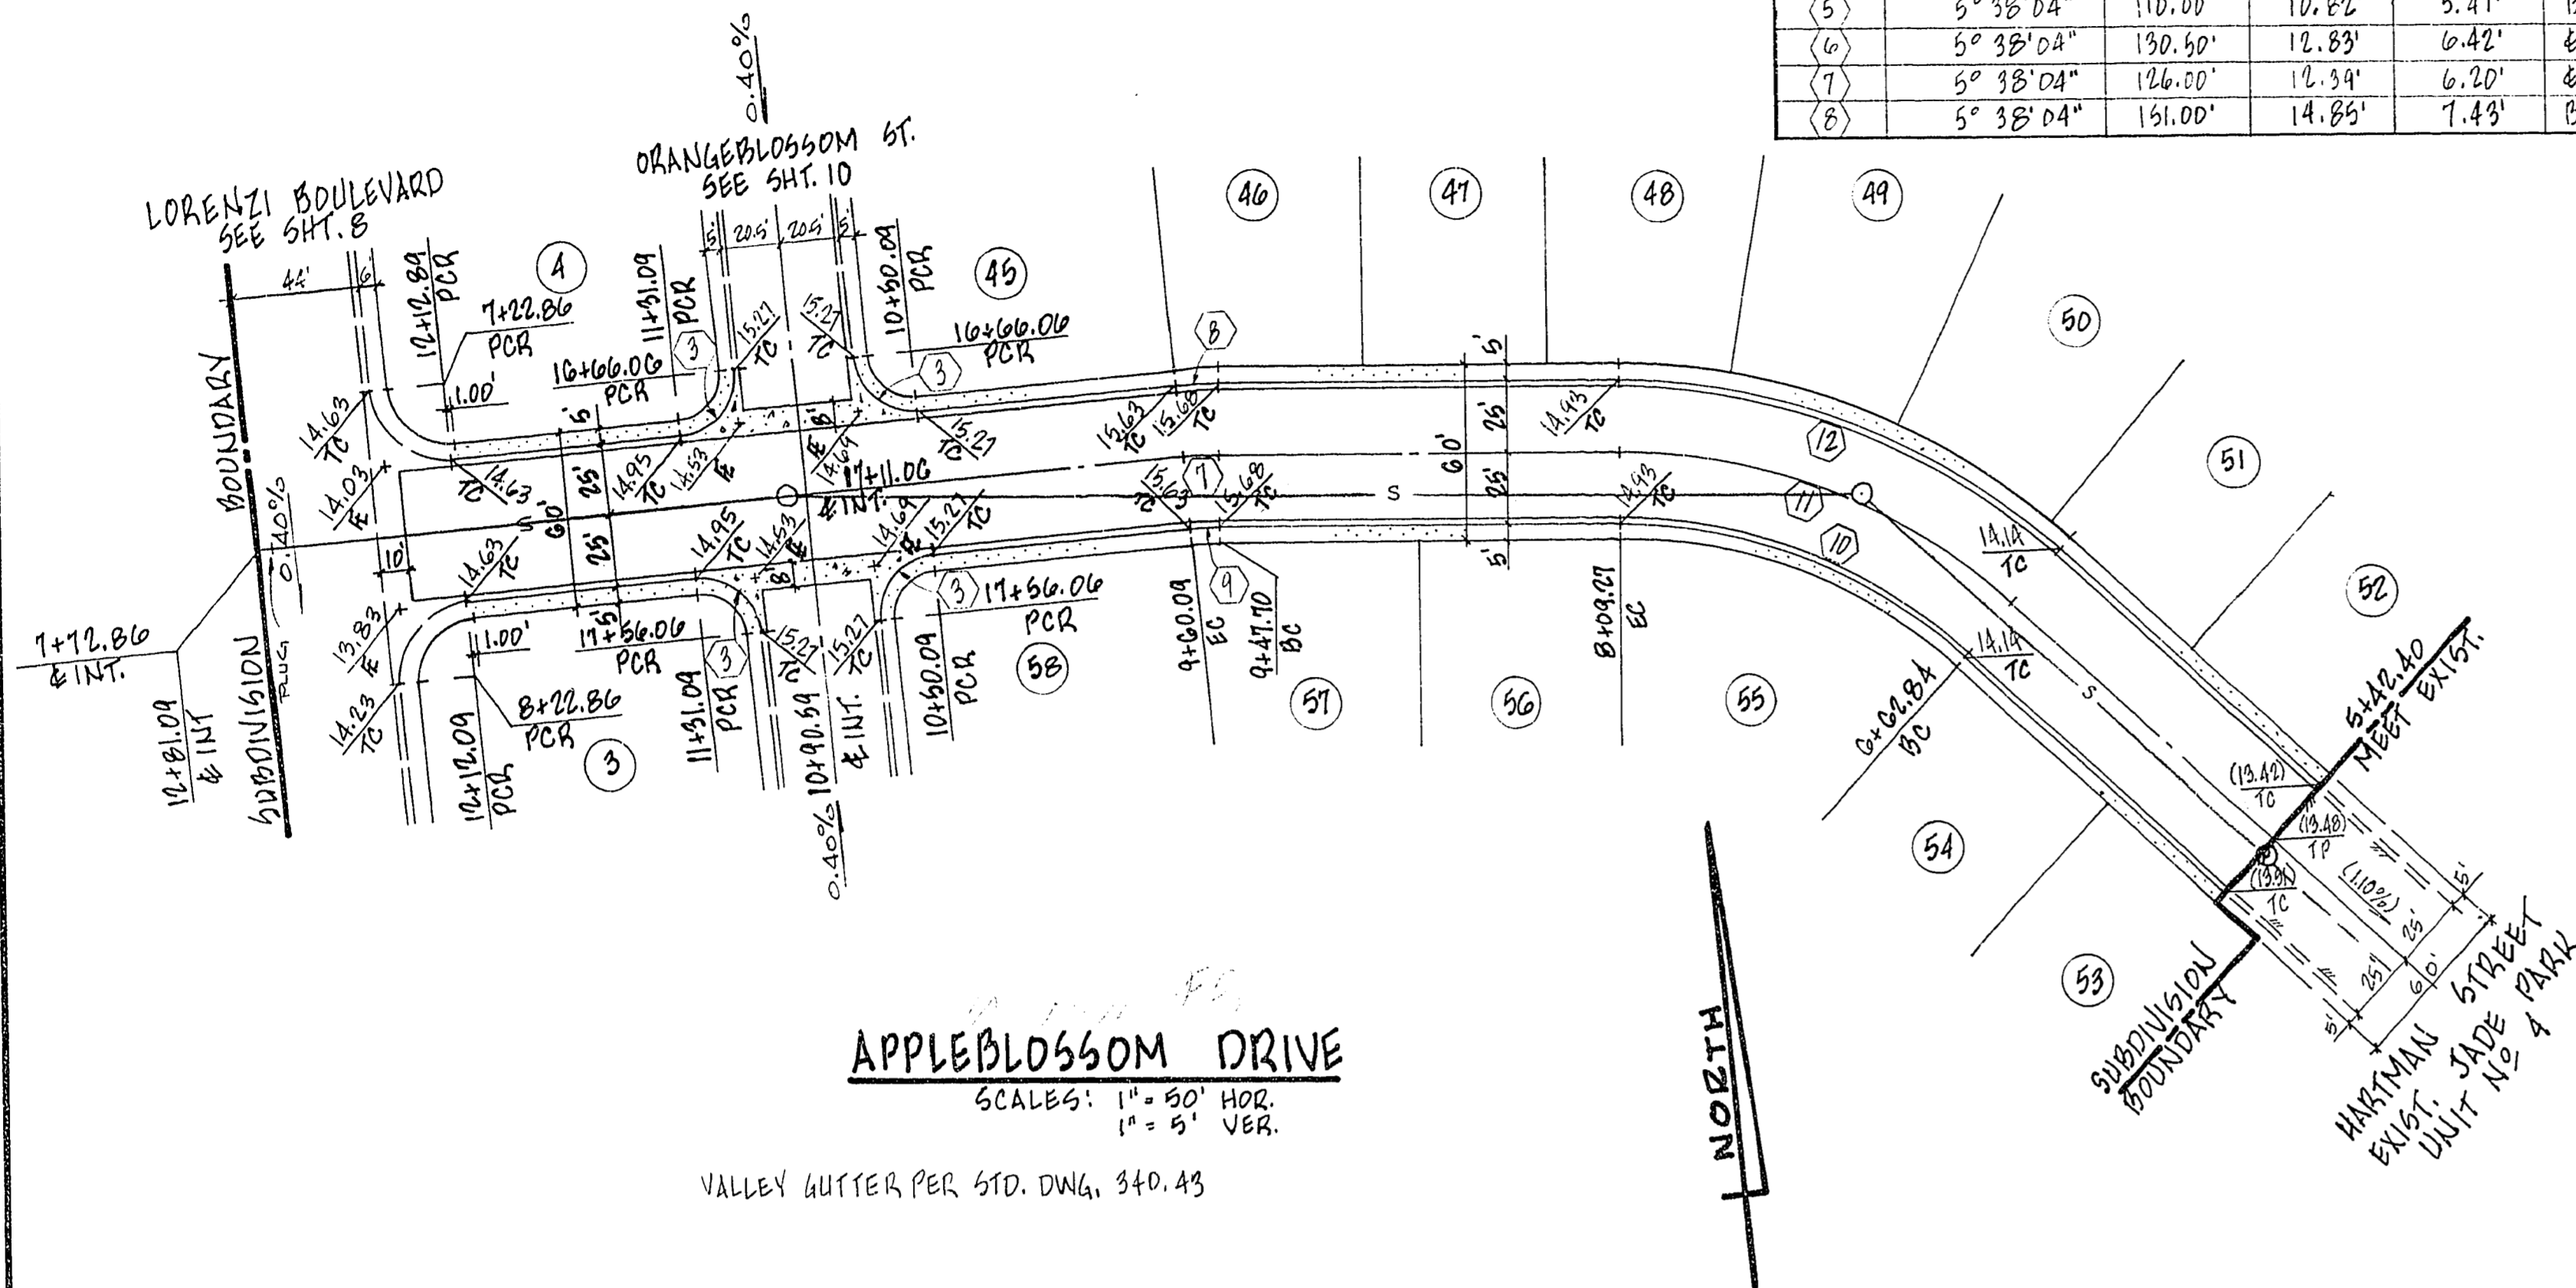 5 5° 38'04" 110.00' 10.82' 5.41'
6 5° 38'04" 130.50' 12.83' 6.42' ℄
7 5° 38'04" 126.00' 12.39' 6.20' ℄
8 5° 38'04" 151.00' 14.85' 7.43' B
0.40%
ORANGEBLOSSOM ST.
SEE SHT. 10
LORENZI BOULEVARD
SEE SHT. 8
44'
6'
12+12.89
PCR
7+22.86
PCR
1.00'
4
11+31.09
PCR
16+66.06
PCR
5'
20.5'
20.5'
5'
10+50.09
PCR
45
16+66.06
PCR
3
3
15.27
TC
15.27
TC
46
47
48
49
50
51
52
BOUNDARY
SUBDIVISION
14.63
TC
14.03
FL
TC
14.63
5'
25'
60'
25'
5'
14.95
TC
14.53
FL
8'
FL
14.69
TC
15.27
17+11.06
℄ INT.
S
0.40%
PLUG
10'
14.63
TC
13.83
FL
14.23
TC
14.95
TC
14.53
FL
8'
14.69
FL
15.27
TC
7+72.86
℄ INT.
12+81.09
℄ INT
1.00'
17+56.06
PCR
8+22.86
PCR
12+12.09
PCR
3
11+31.09
PCR
3
15.27
TC
15.27
TC
10+90.59
℄ INT.
0.40%
3
17+56.06
PCR
10+50.09
PCR
58
8
15.63
TC
15.68
TC
7
15.63
TC
15.68
TC
9
9+60.09
EC
9+47.70
BC
5'
25'
60'
25'
5'
S
14.93
TC
14.93
TC
8+09.27
EC
57
56
55
54
53
12
11
10
14.14
TC
14.14
TC
6+62.84
BC
S
5+42.40
MEET EXIST.
(13.42)
TC
(13.48)
TP
TC
(1.10%)
5'
25'
25'
60'
5'
SUBDIVISION
BOUNDARY
HARTMAN STREET
EXIST. JADE PARK
UNIT Nº 4
APPLEBLOSSOM DRIVE
SCALES: 1" = 50' HOR.
1" = 5' VER.
VALLEY GUTTER PER STD. DWG. 340.43
NORTH